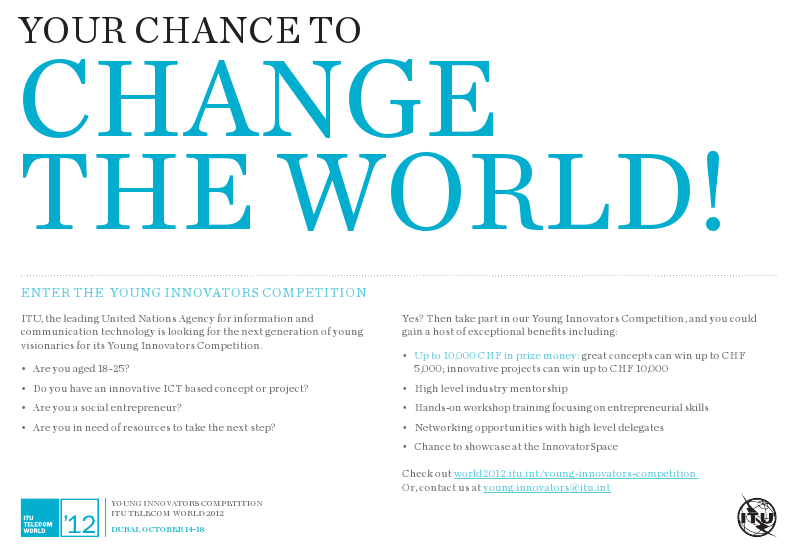 YOUR CHANCE TO
CHANGE
THE WORLD!
ENTER THE YOUNG INNOVATORS COMPETITION
ITU, the leading United Nations Agency for information and
communication technology is looking for the next generation of young
visionaries for its Young Innovators Competition.
• Are you aged 18-25?
• Do you have an innovative ICT based concept or project?
• Are you a social entrepreneur?
• Are you in need of resources to take the next step?
Yes? Then take part in our Young Innovators Competition, and you could
gain a host of exceptional benefits including:
• Up to 10,000 CHF in prize money: great concepts can win up to CHF
5,000; innovative projects can win up to CHF 10,000
• High level industry mentorship
• Hands-on workshop training focusing on entrepreneurial skills
• Networking opportunities with high level delegates
• Chance to showcase at the InnovatorSpace
Check out world2012.itu.int/young-innovators-competition
Or, contact us at young.innovators@itu.int
ITU
TELECOM
WORLD
'12
YOUNG INNOVATORS COMPETITION
ITU TELECOM WORLD 2012
DUBAI, OCTOBER 14-18
ITU